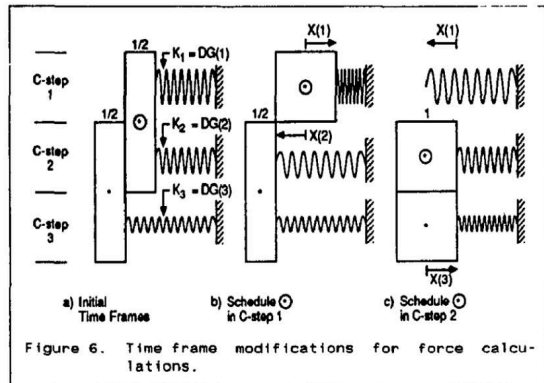 1/2
K₁ = DG(1)
X(1)
X(1)
C-step
1
1/2
K₂ = DG(2)
1/2
X(2)
1
C-step
2
K₃ = DG(3)
C-step
3
X(3)
a) Initial
Time Frames
b) Schedule ⊙
in C-step 1
c) Schedule ⊙
in C-step 2
Figure 6. Time frame modifications for force calcu-
lations.